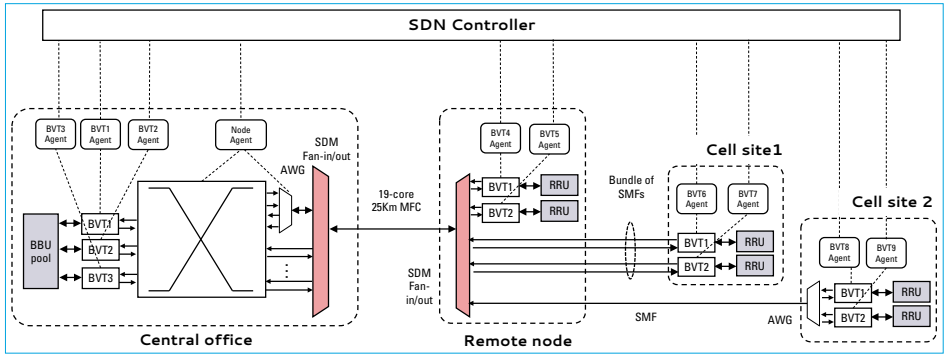 SDN Controller
BVT3
Agent
BVT1
Agent
BVT2
Agent
Node
Agent
SDM
Fan-in/out
AWG
BBU
pool
BVT1
BVT2
BVT3
Central office
19-core
25Km MFC
BVT4
Agent
BVT5
Agent
BVT1
RRU
BVT2
RRU
SDM
Fan-
in/out
Remote node
Bundle of
SMFs
SMF
Cell site1
BVT6
Agent
BVT7
Agent
BVT1
RRU
BVT2
RRU
Cell site 2
BVT8
Agent
BVT9
Agent
AWG
BVT1
RRU
BVT2
RRU